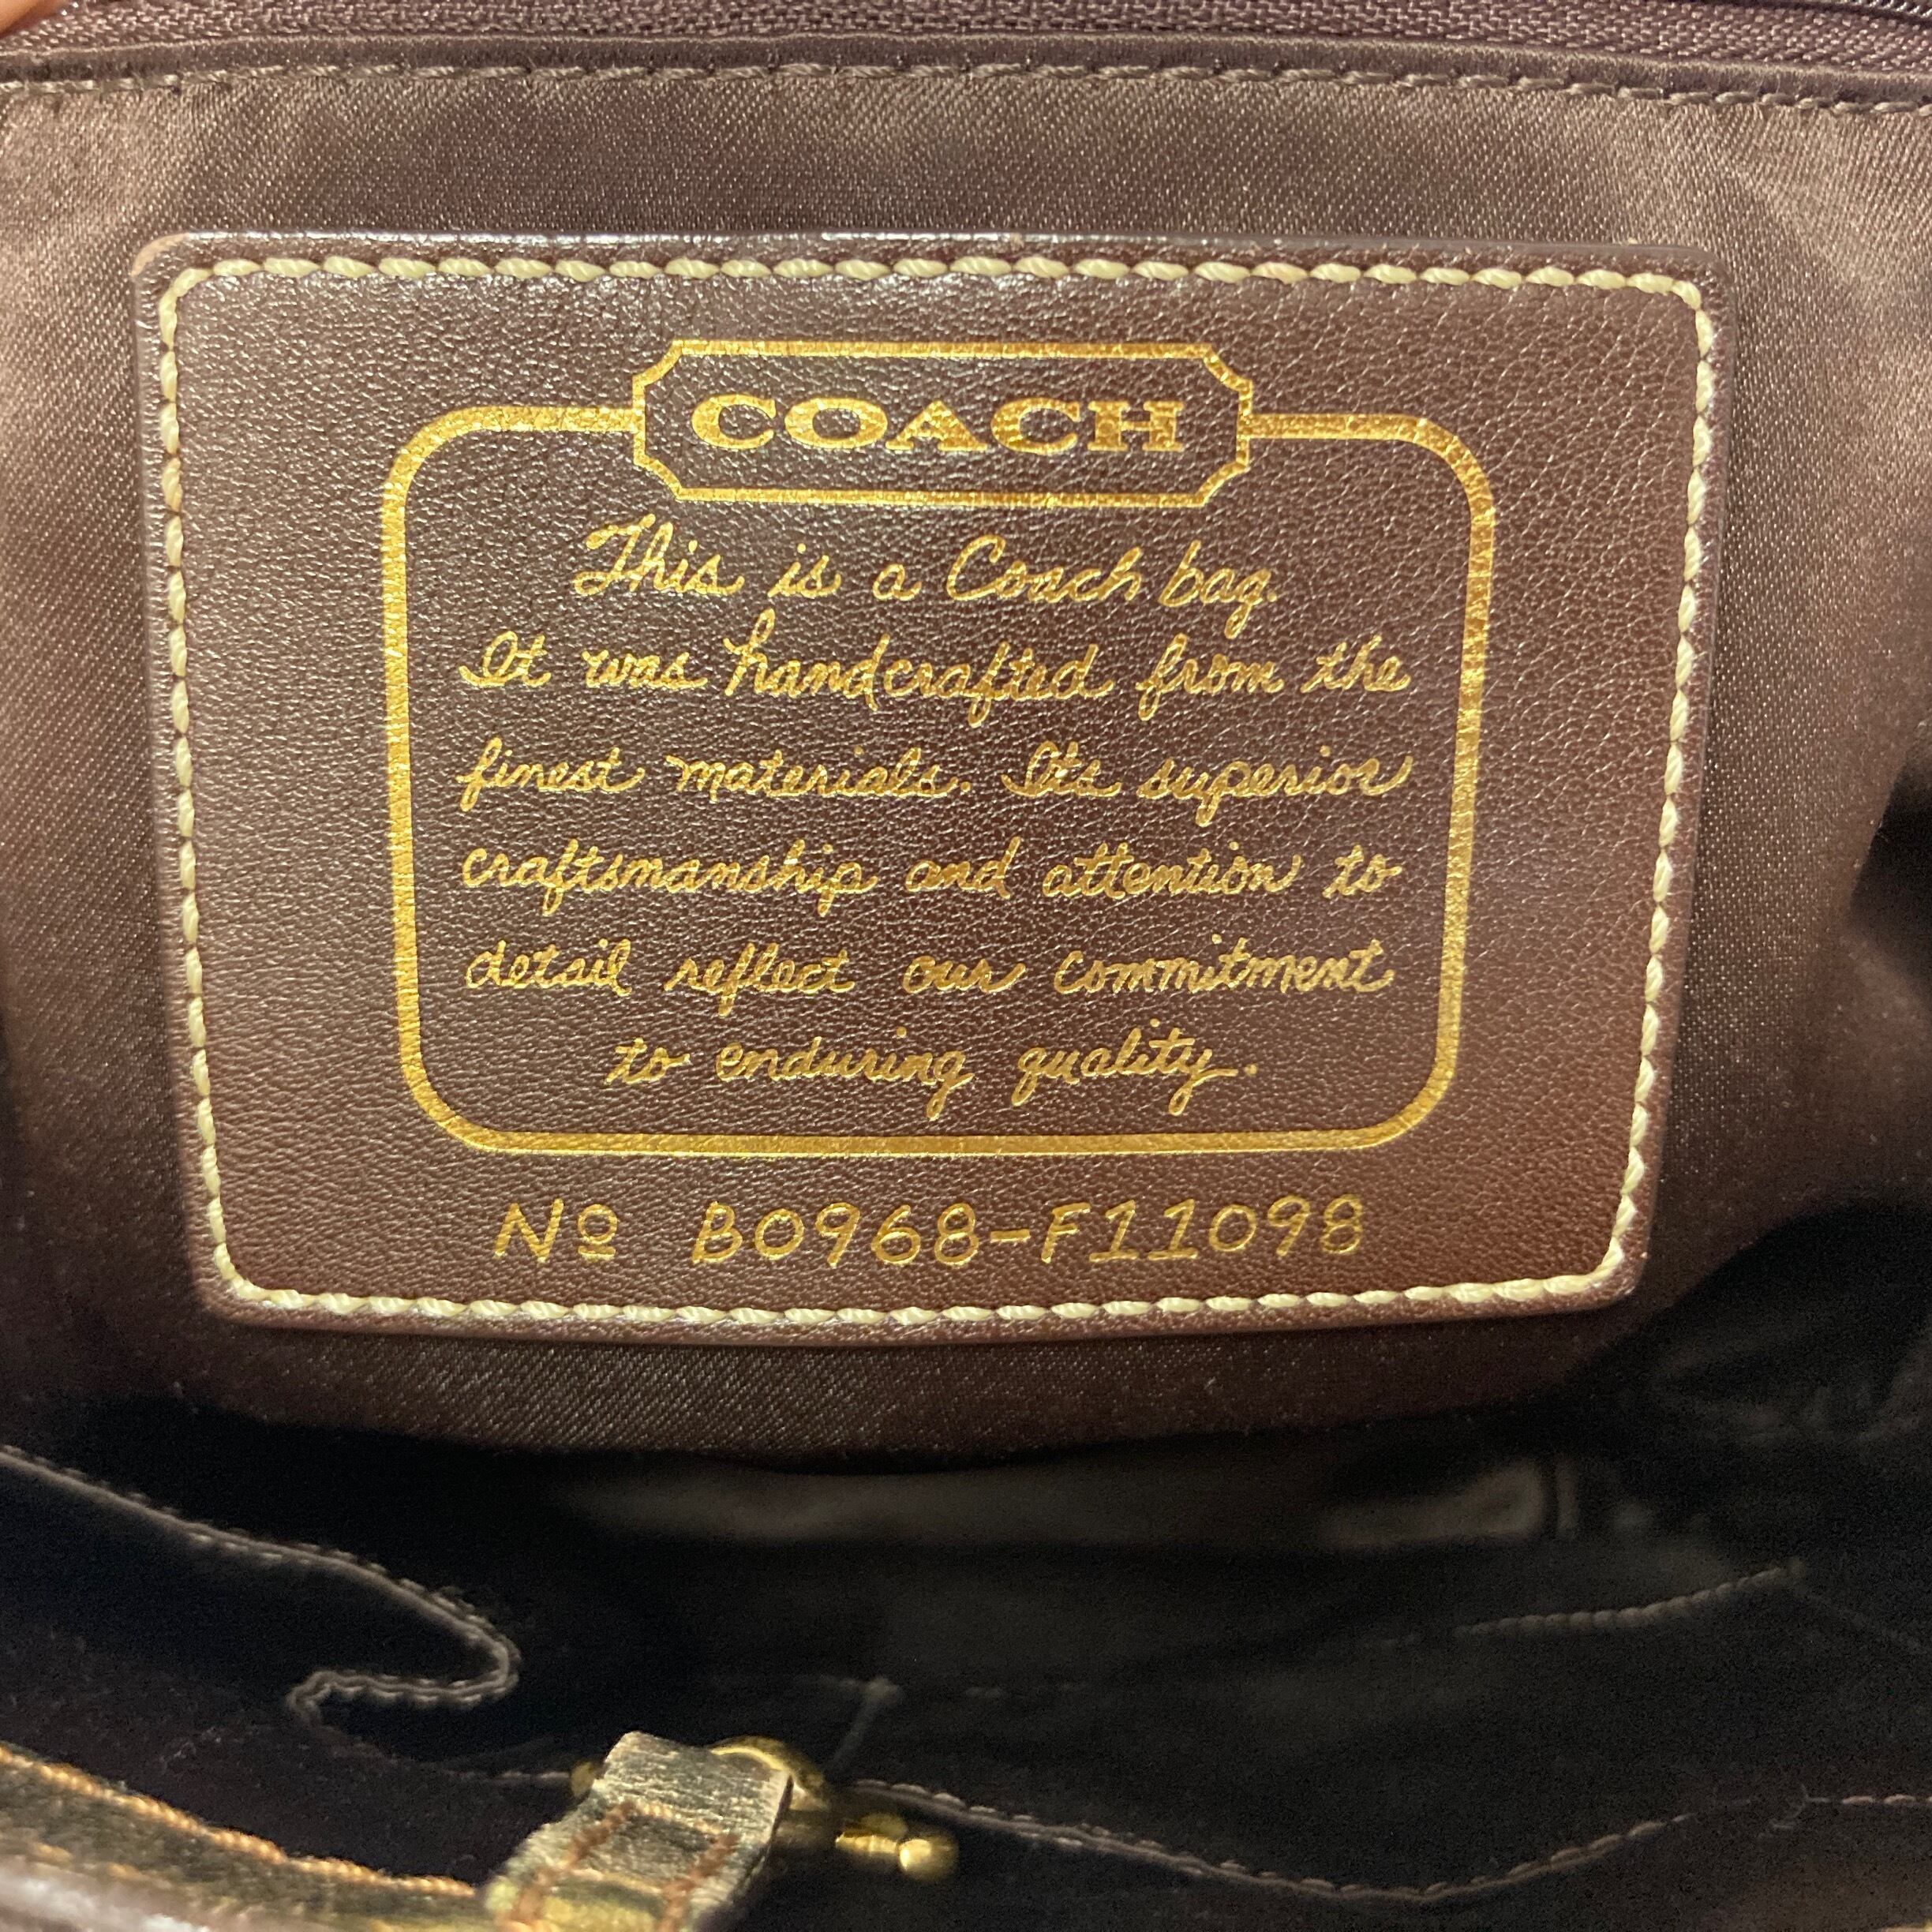 COACH
This is a Coach bag.
It was handcrafted from the
finest materials. Its superior
craftsmanship and attention to
detail reflect our commitment
to enduring quality.
Nº B0968-F11098